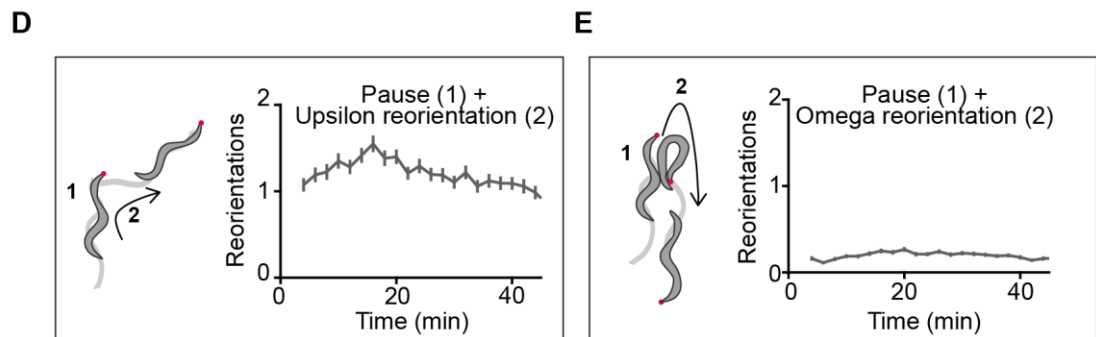 D
Pause (1) +
Upsilon reorientation (2)
Reorientations
2
1
0
0
20
40
Time (min)
1
2
E
Pause (1) +
Omega reorientation (2)
Reorientations
2
1
0
0
20
40
Time (min)
1
2